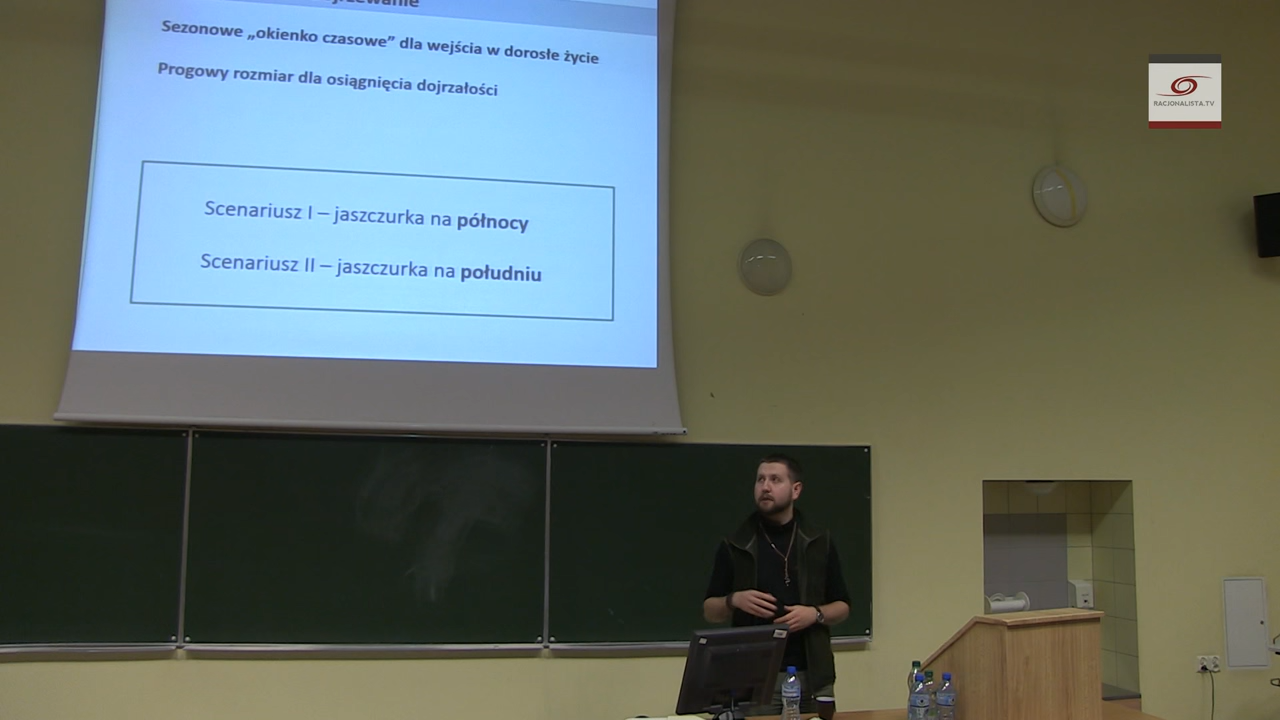 Sezonowe „okienko czasowe” dla wejścia w dorosłe życie
Progowy rozmiar dla osiągnięcia dojrzałości
Scenariusz I – jaszczurka na północy
Scenariusz II – jaszczurka na południu
RACJONALISTA.TV